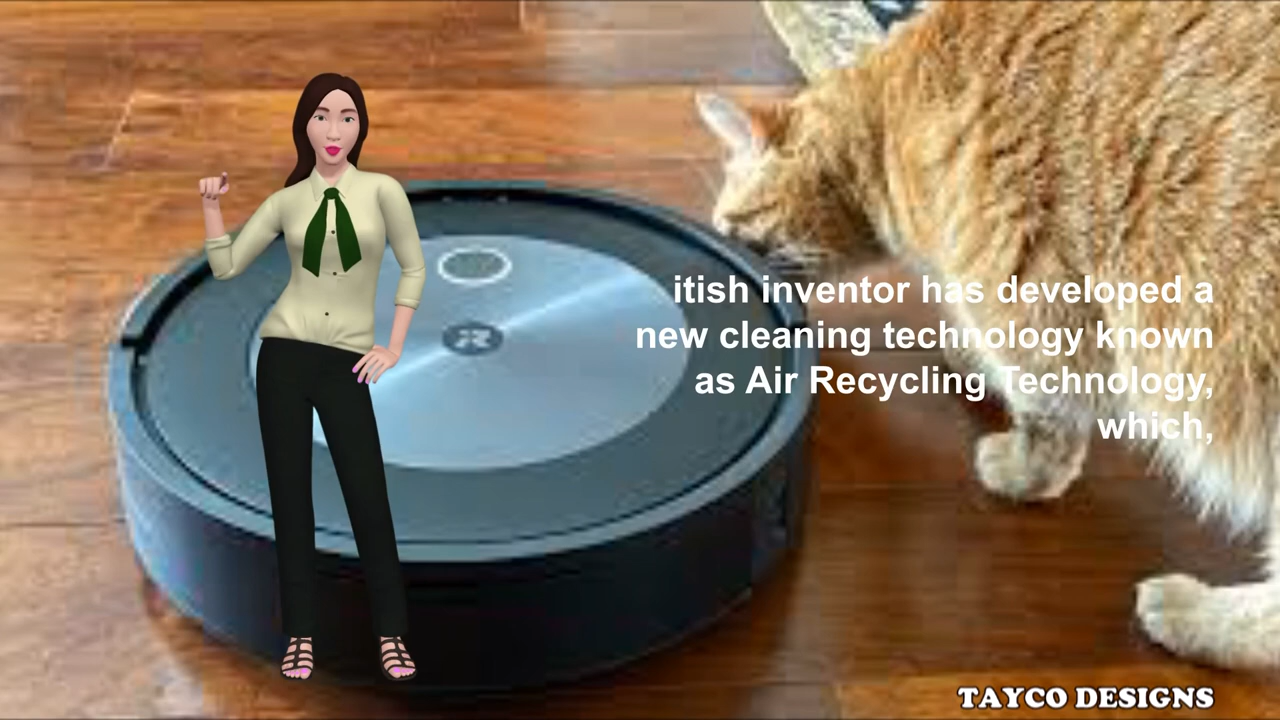 itish inventor has developed a
new cleaning technology known
as Air Recycling Technology,
which,
TAYCO DESIGNS